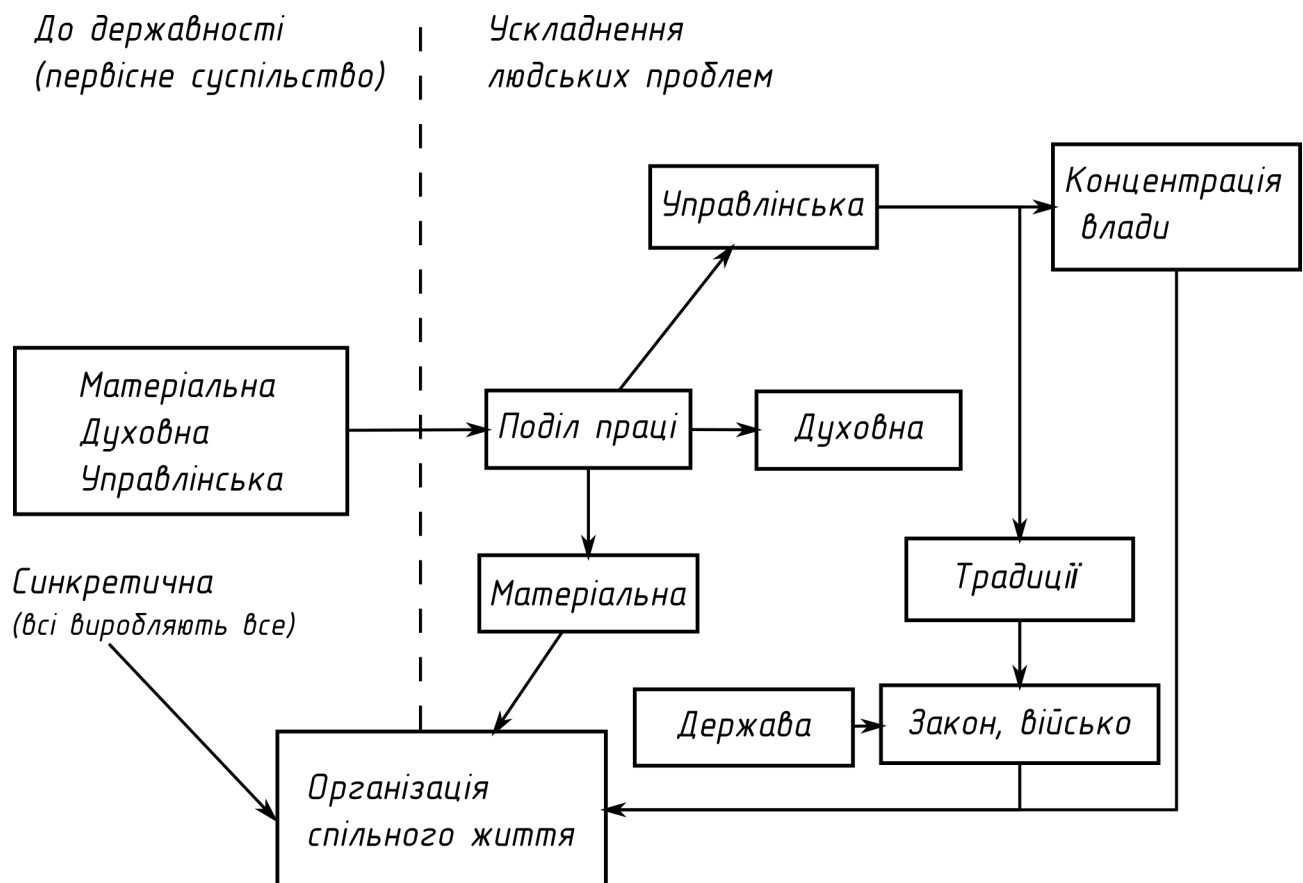 До державності
(первісне суспільство)
Ускладнення
людських проблем
Управлінська
Концентрація
влади
Матеріальна
Духовна
Управлінська
Поділ праці
Духовна
Синкретична
(всі виробляють все)
Матеріальна
Традиції
Держава
Закон, військо
Організація
спільного життя